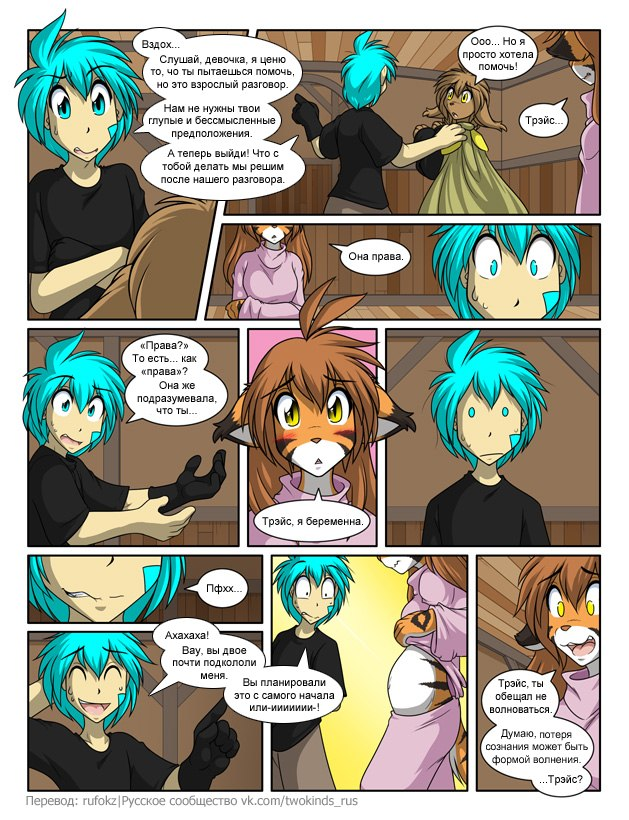 Вздох...
Слушай, девочка, я ценю
то, чо ты пытаешься помочь,
но это взрослый разговор.
Нам не нужны твои
глупые и бессмысленные
предположения.
А теперь выйди! Что с
тобой делать мы решим
после нашего разговора.
Ооо... Но я
просто хотела
помочь!
Трэйс...
Она права.
«Права?»
То есть... как
«права»?
Она же
подразумевала,
что ты...
Трэйс, я беременна.
Пфхх...
Ахахаха!
Вау, вы двое
почти подкололи
меня.
Вы планировали
это с самого начала
или-иииииии-!
Трэйс, ты
обещал не
волноваться.
Думаю, потеря
сознания может быть
формой волнения.
...Трэйс?
Перевод: rufokz|Русское сообщество vk.com/twokinds_rus